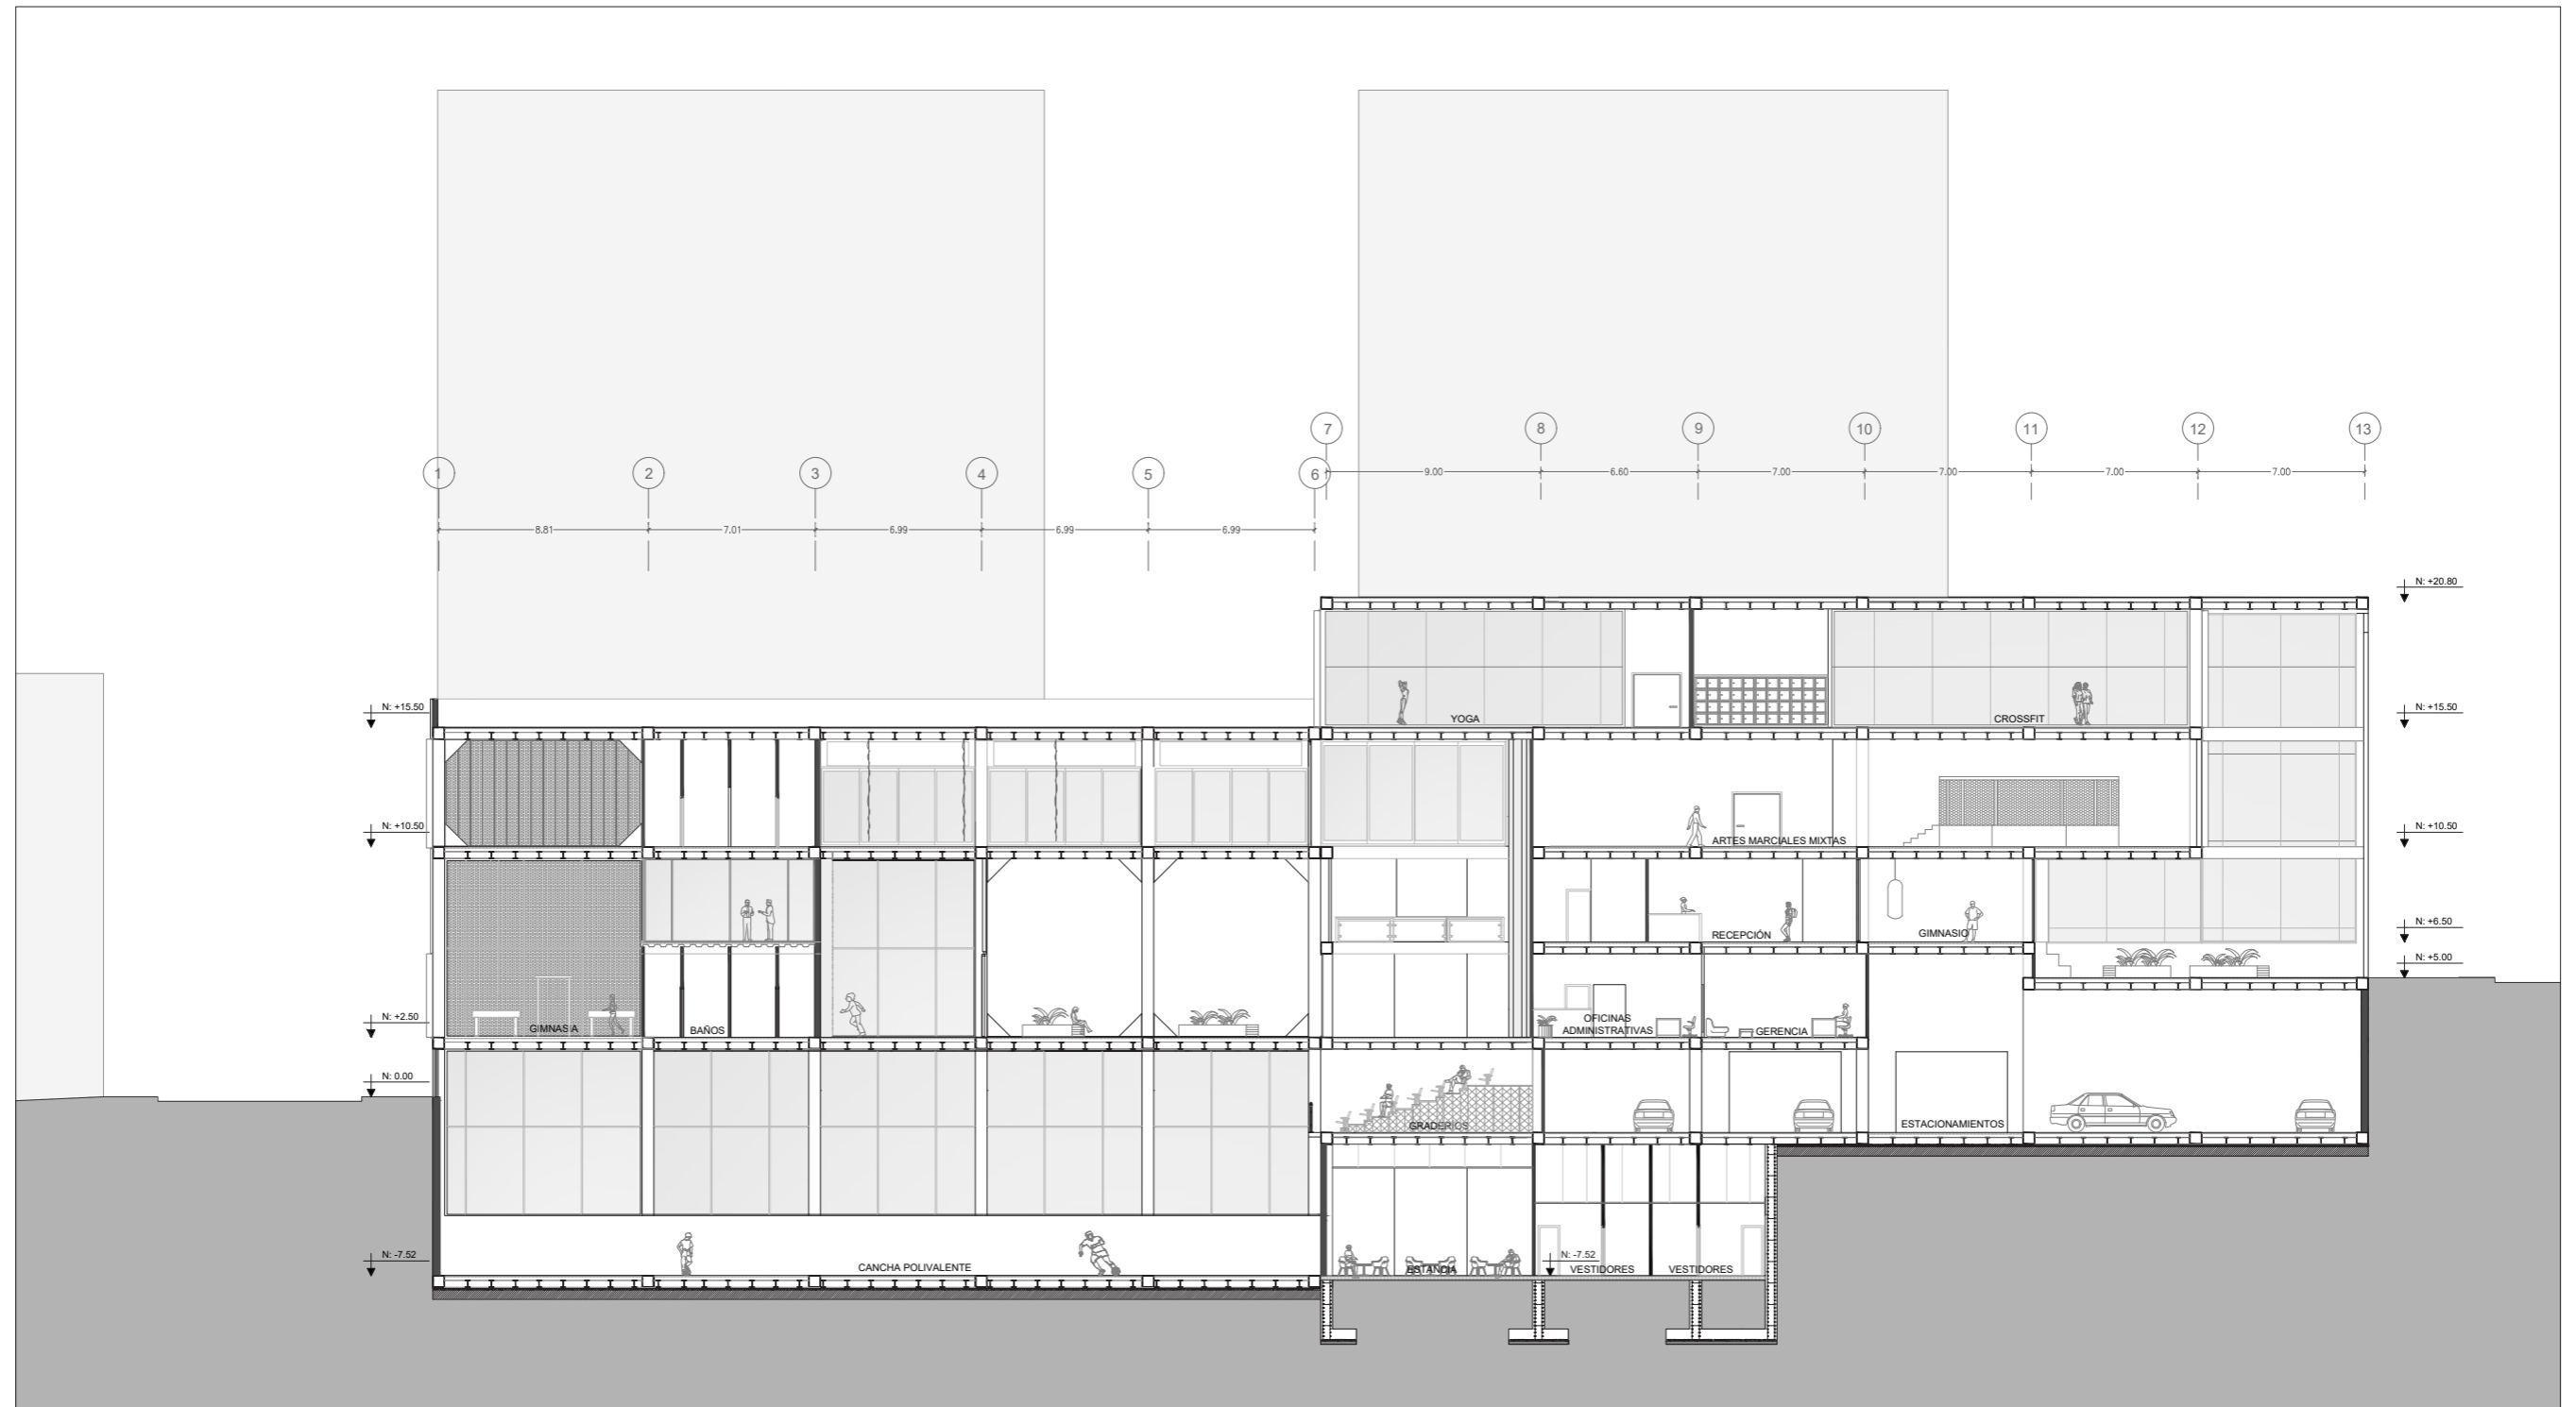 7 8 9 10 11 12 13
9.00 6.60 7.00 7.00 7.00 7.00
1 2 3 4 5 6
8.81 7.01 6.99 6.99 6.99
N: +20.80
N: +15.50
N: +15.50
YOGA
CROSSFIT
N: +10.50
N: +10.50
ARTES MARCIALES MIXTAS
N: +6.50
RECEPCIÓN
GIMNASIO
N: +5.00
N: +2.50
GIMNASIA
BAÑOS
OFICINAS
ADMINISTRATIVAS
GERENCIA
N: 0.00
GRADERÍOS
ESTACIONAMIENTOS
N: -7.52
CANCHA POLIVALENTE
ESTANCIA
N: -7.52
VESTIDORES
VESTIDORES